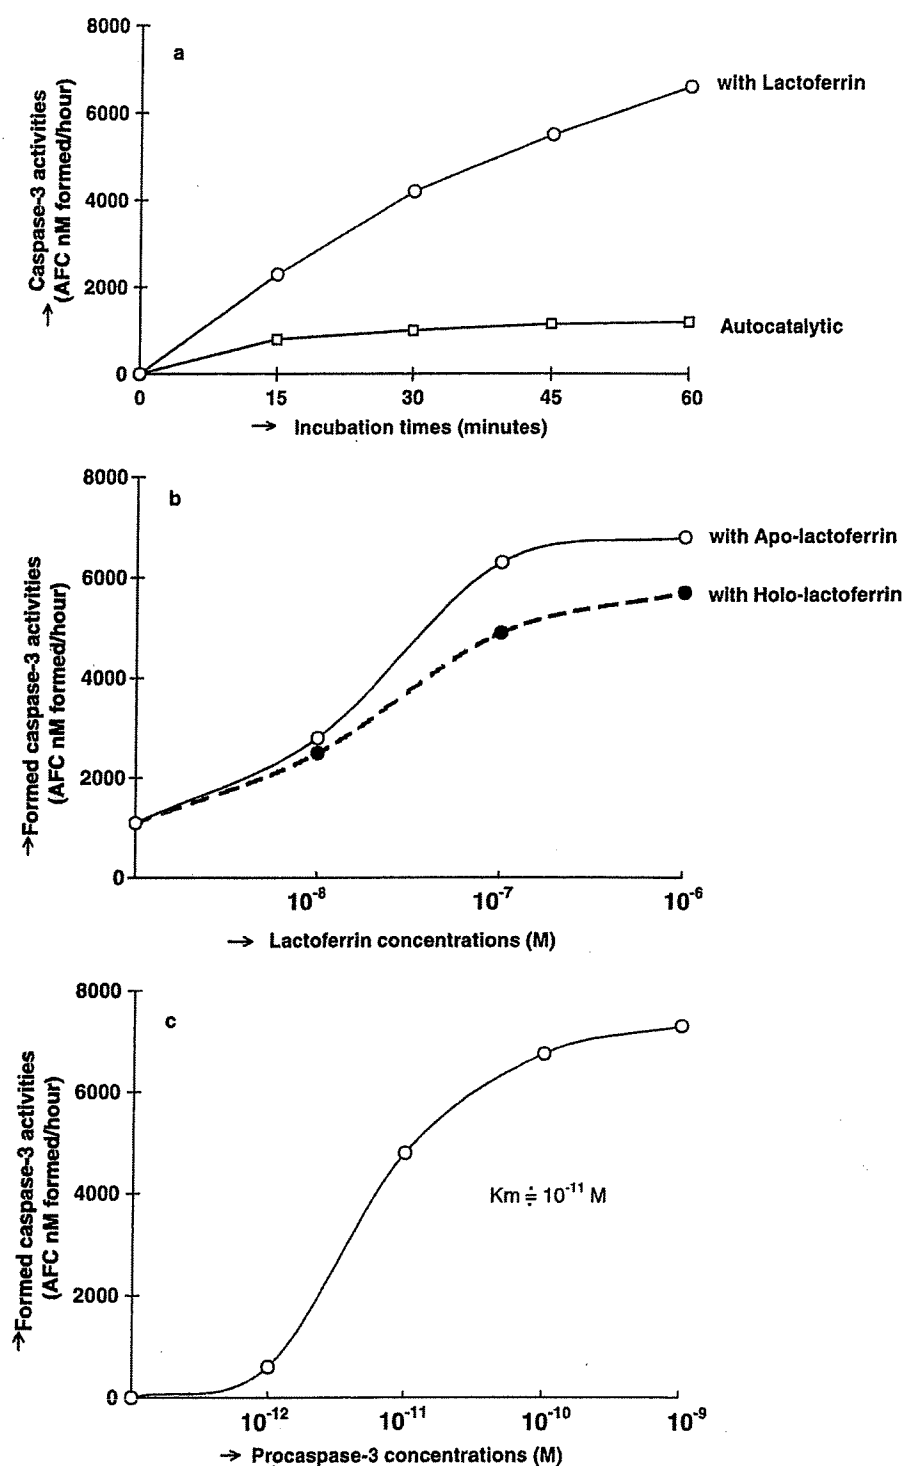 8000
a
with Lactoferrin
6000
4000
2000
0
→ Caspase-3 activities
(AFC nM formed/hour)
Autocatalytic
0 15 30 45 60
→ Incubation times (minutes)
8000
b
with Apo-lactoferrin
6000
with Holo-lactoferrin
4000
2000
0
→Formed caspase-3 activities
(AFC nM formed/hour)
10⁻⁸ 10⁻⁷ 10⁻⁶
→ Lactoferrin concentrations (M)
8000
c
6000
4000
2000
0
→Formed caspase-3 activities
(AFC nM formed/hour)
Km ≑ 10⁻¹¹ M
10⁻¹² 10⁻¹¹ 10⁻¹⁰ 10⁻⁹
→ Procaspase-3 concentrations (M)